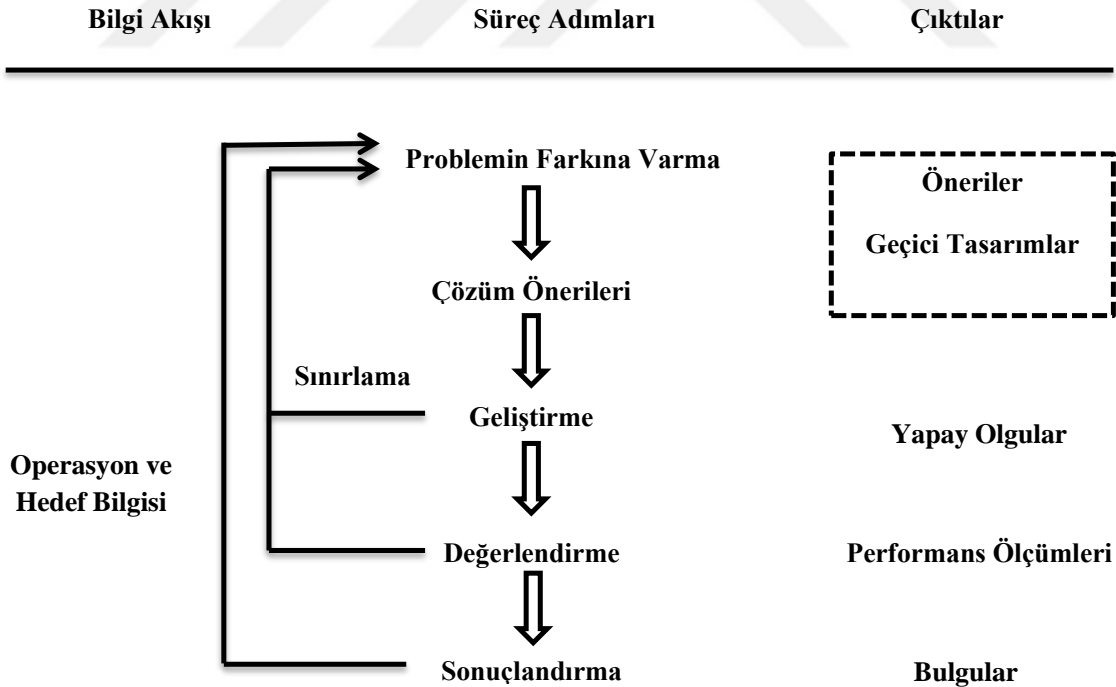 Bilgi Akışı
Süreç Adımları
Çıktılar
Problemin Farkına Varma
Öneriler
Geçici Tasarımlar
Çözüm Önerileri
Sınırlama
Geliştirme
Yapay Olgular
Operasyon ve
Hedef Bilgisi
Değerlendirme
Performans Ölçümleri
Sonuçlandırma
Bulgular